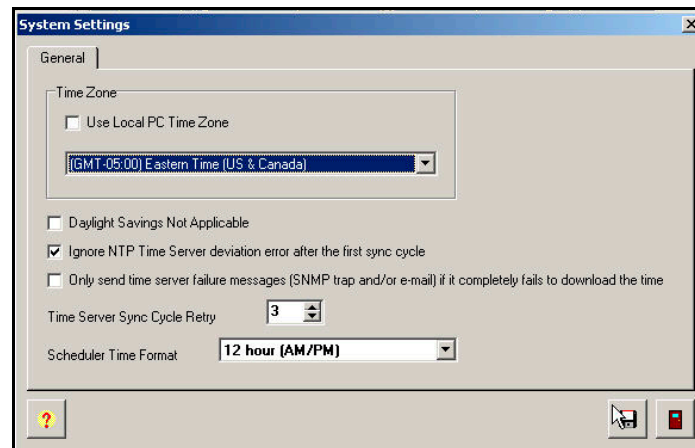 System Settings
General
Time Zone
Use Local PC Time Zone
(GMT-05:00) Eastern Time (US & Canada)
Daylight Savings Not Applicable
Ignore NTP Time Server deviation error after the first sync cycle
Only send time server failure messages (SNMP trap and/or e-mail) if it completely fails to download the time
Time Server Sync Cycle Retry 3
Scheduler Time Format 12 hour (AM/PM)
?